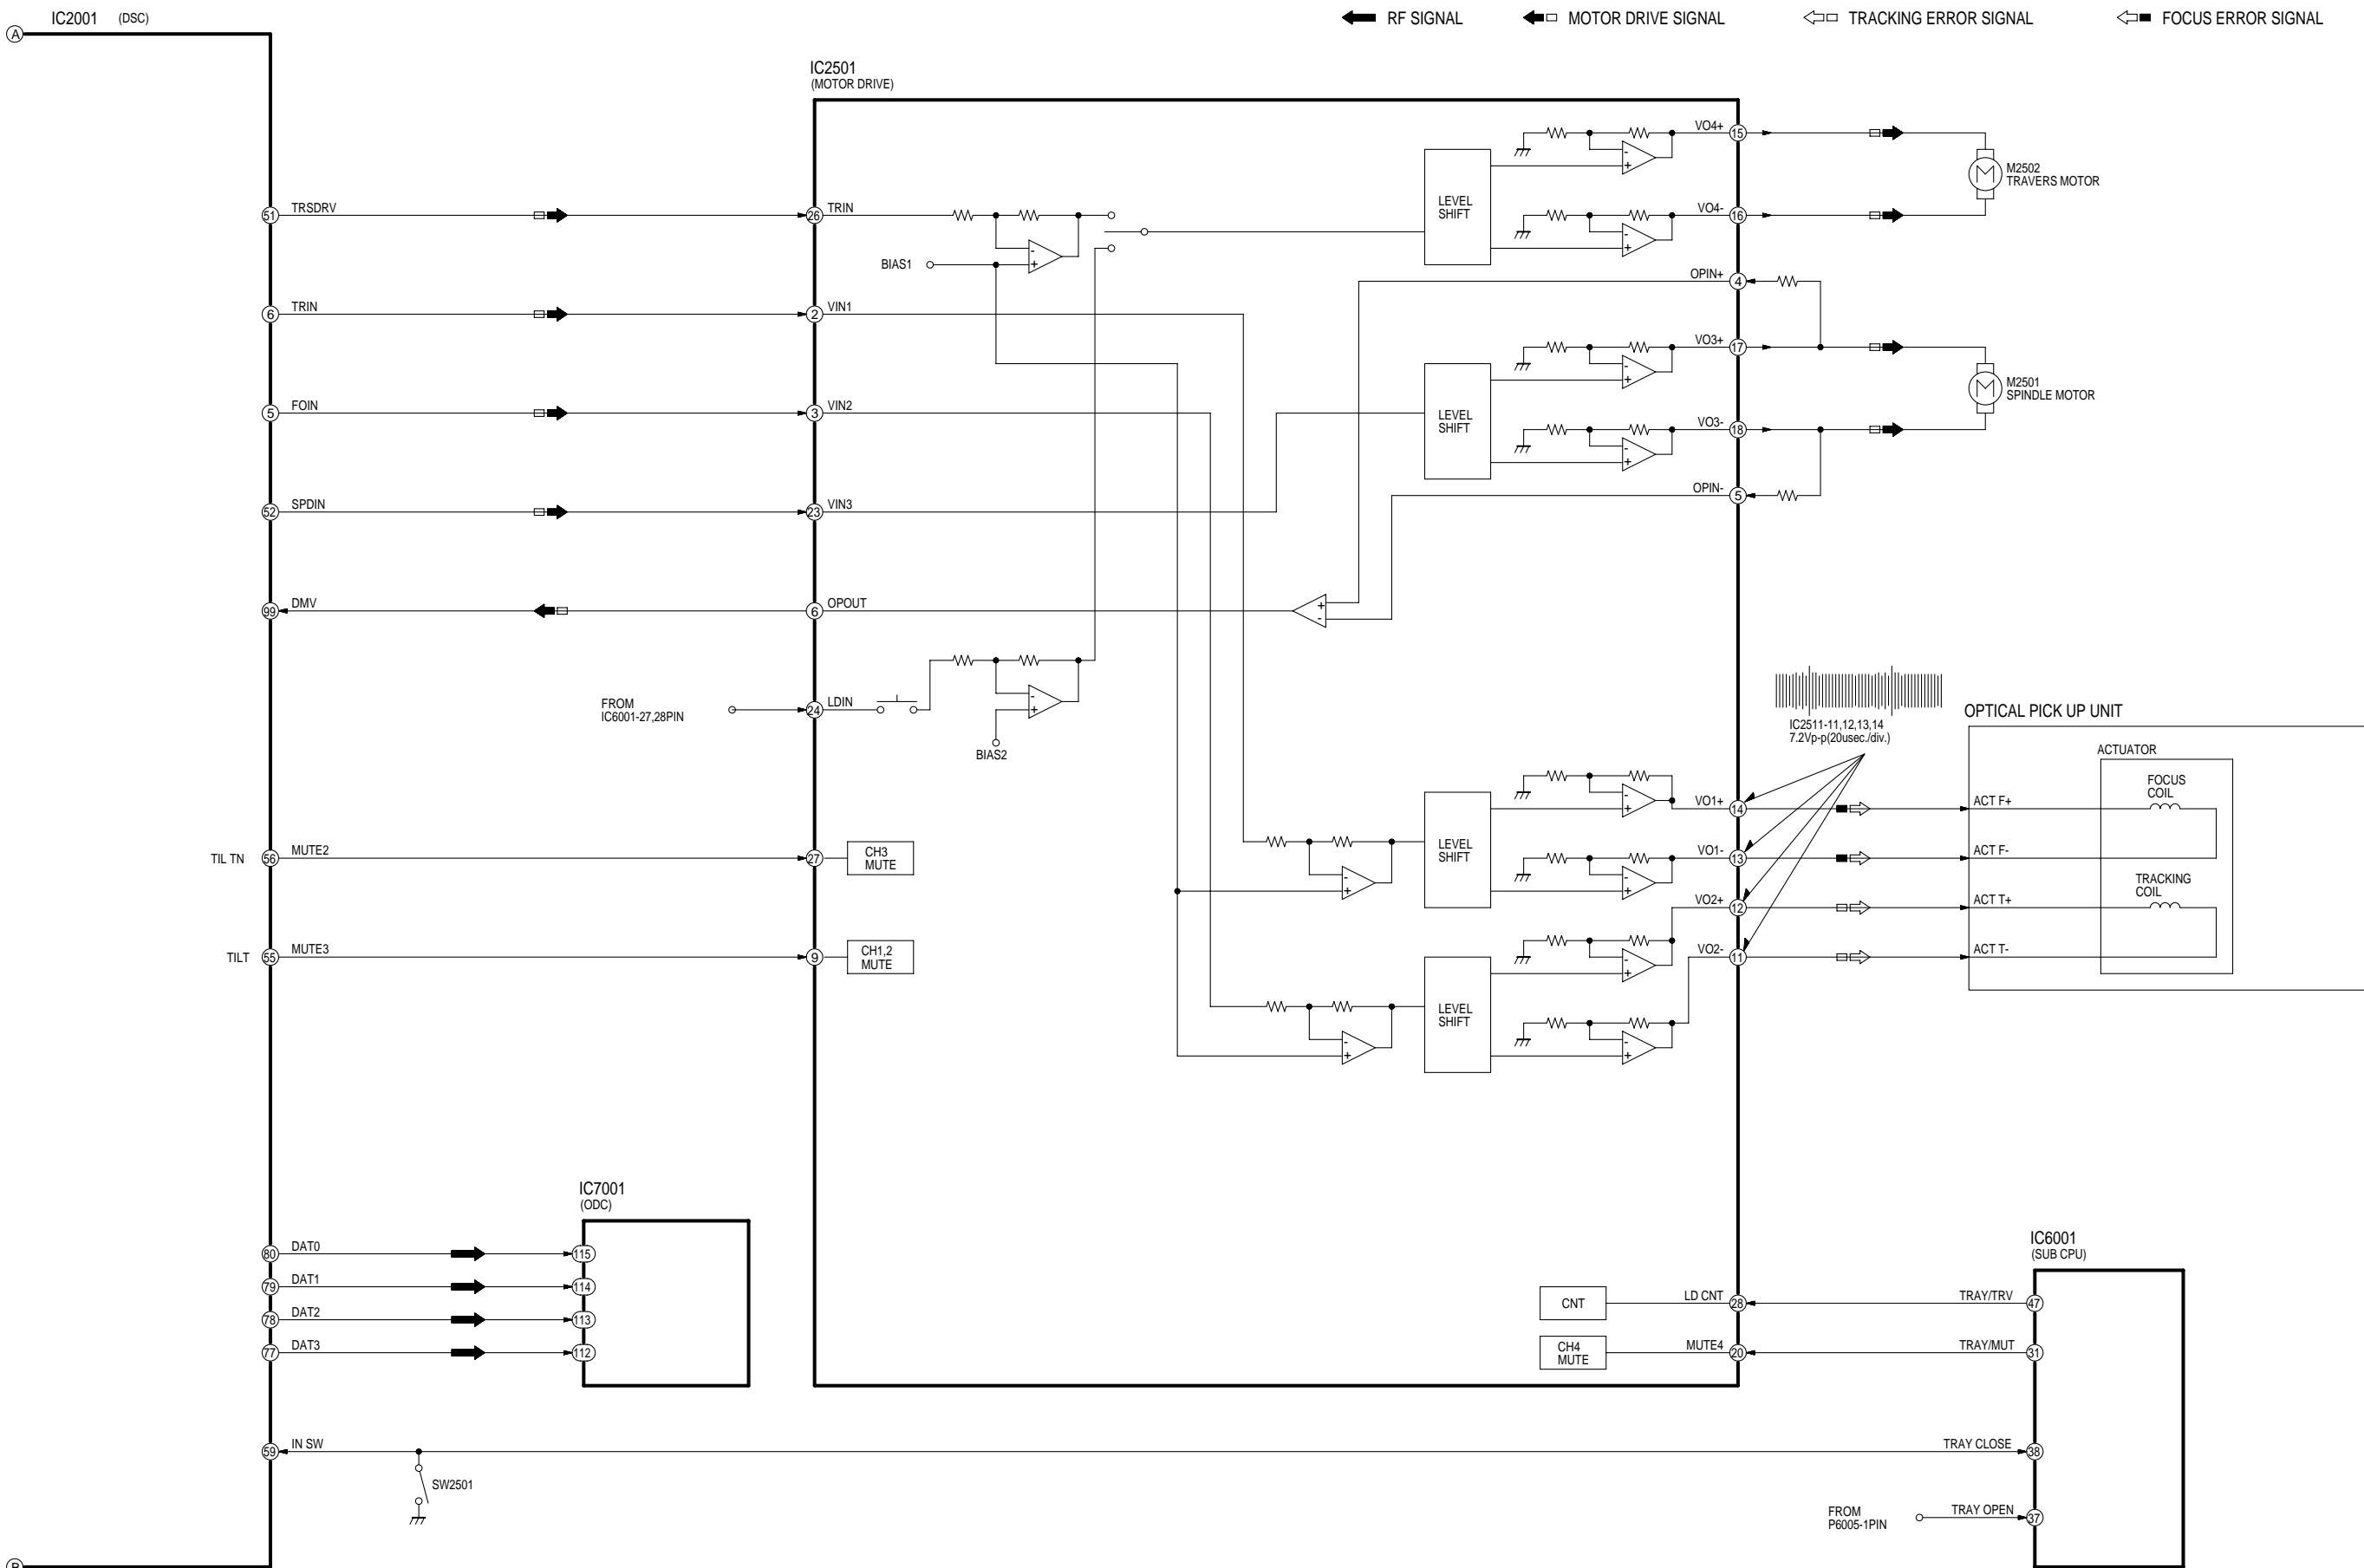 IC2001 (DSC)
RF SIGNAL
MOTOR DRIVE SIGNAL
TRACKING ERROR SIGNAL
FOCUS ERROR SIGNAL
A
IC2501
(MOTOR DRIVE)
VO4+
15
M
M2502
TRAVERS MOTOR
LEVEL
SHIFT
51
TRSDRV
26
TRIN
VO4-
16
BIAS1
OPIN+
4
6
TRIN
2
VIN1
VO3+
17
M
M2501
SPINDLE MOTOR
LEVEL
SHIFT
5
FOIN
3
VIN2
VO3-
18
OPIN-
5
52
SPDIN
23
VIN3
99
DMV
6
OPOUT
FROM
IC6001-27,28PIN
24
LDIN
BIAS2
IC2511-11,12,13,14
7.2Vp-p(20usec./div.)
OPTICAL PICK UP UNIT
ACTUATOR
FOCUS
COIL
VO1+
14
ACT F+
LEVEL
SHIFT
TIL TN
56
MUTE2
27
CH3
MUTE
VO1-
13
ACT F-
TRACKING
COIL
VO2+
12
ACT T+
TILT
55
MUTE3
9
CH1,2
MUTE
VO2-
11
ACT T-
LEVEL
SHIFT
IC7001
(ODC)
80
DAT0
115
79
DAT1
114
78
DAT2
113
77
DAT3
112
IC6001
(SUB CPU)
CNT
LD CNT
28
TRAY/TRV
47
CH4
MUTE
MUTE4
20
TRAY/MUT
31
59
IN SW
TRAY CLOSE
38
SW2501
FROM
P6005-1PIN
TRAY OPEN
37
B